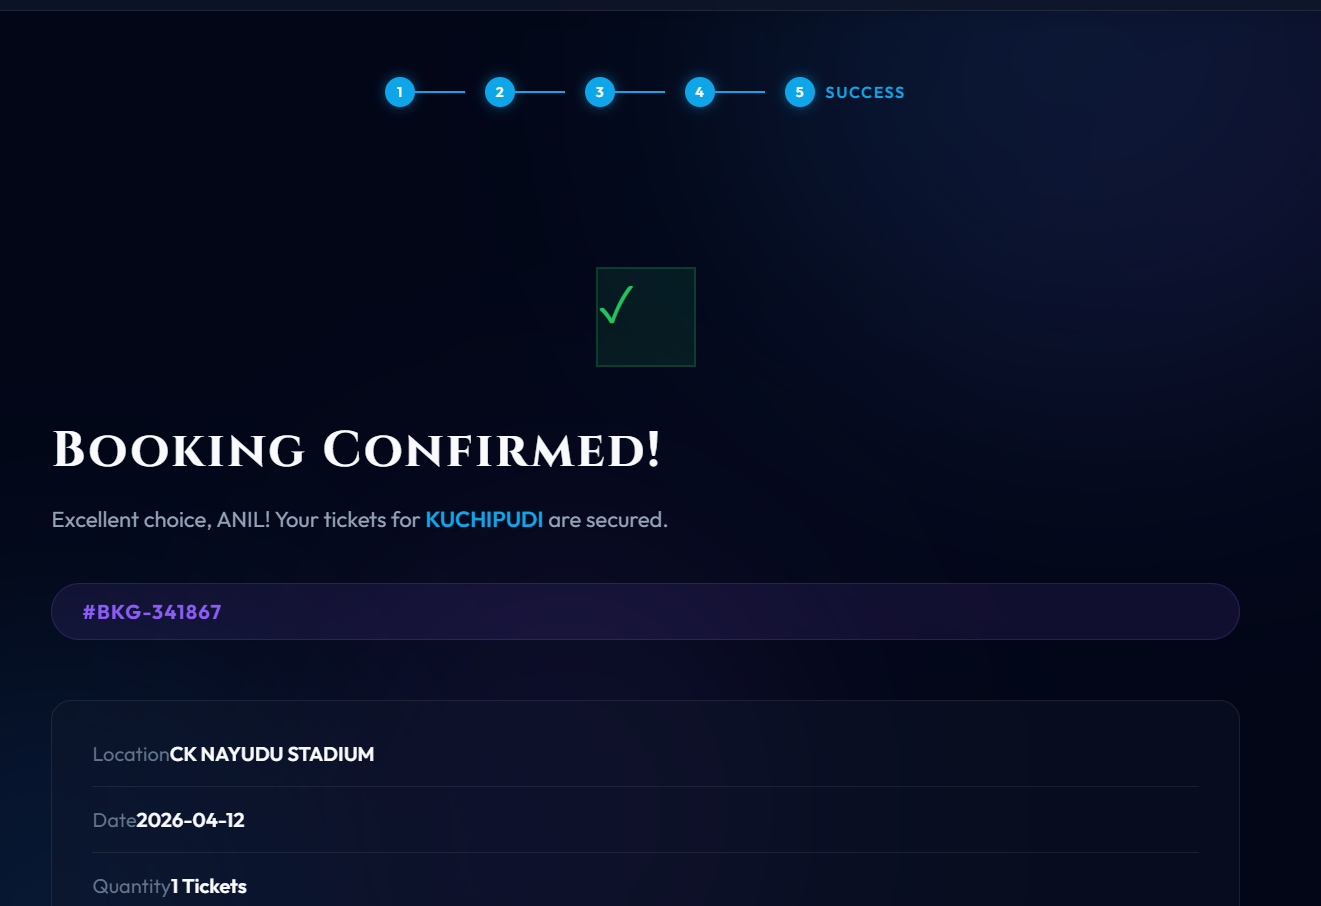 1 2 3 4 5 SUCCESS
✓
Booking Confirmed!
Excellent choice, ANIL! Your tickets for KUCHIPUDI are secured.
#BKG-341867
LocationCK NAYUDU STADIUM
Date2026-04-12
Quantity1 Tickets